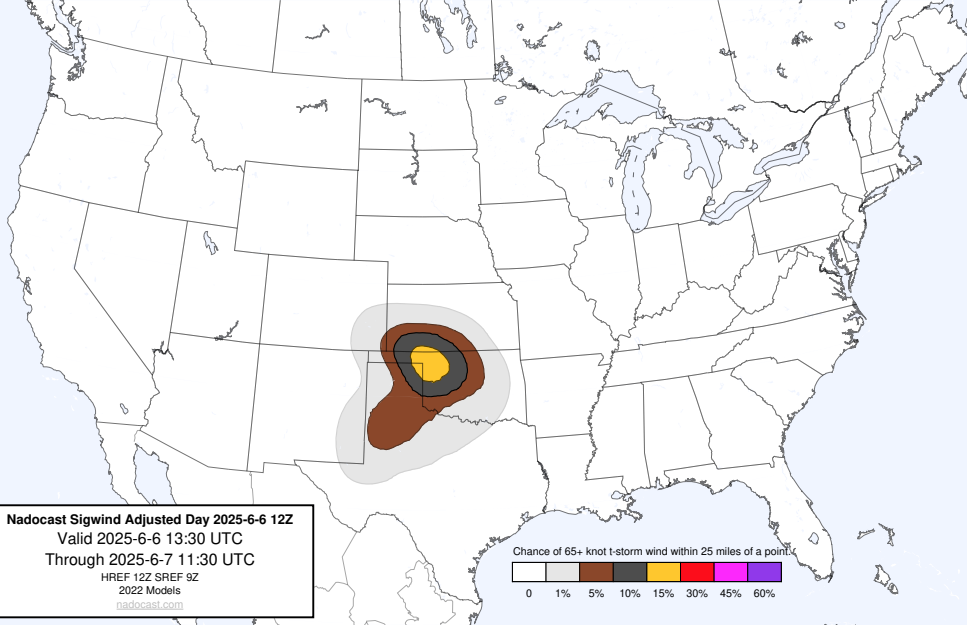 Nadocast Sigwind Adjusted Day 2025-6-6 12Z
Valid 2025-6-6 13:30 UTC
Through 2025-6-7 11:30 UTC
HREF 12Z SREF 9Z
2022 Models
nadocast.com
Chance of 65+ knot t-storm wind within 25 miles of a point.
0 1% 5% 10% 15% 30% 45% 60%